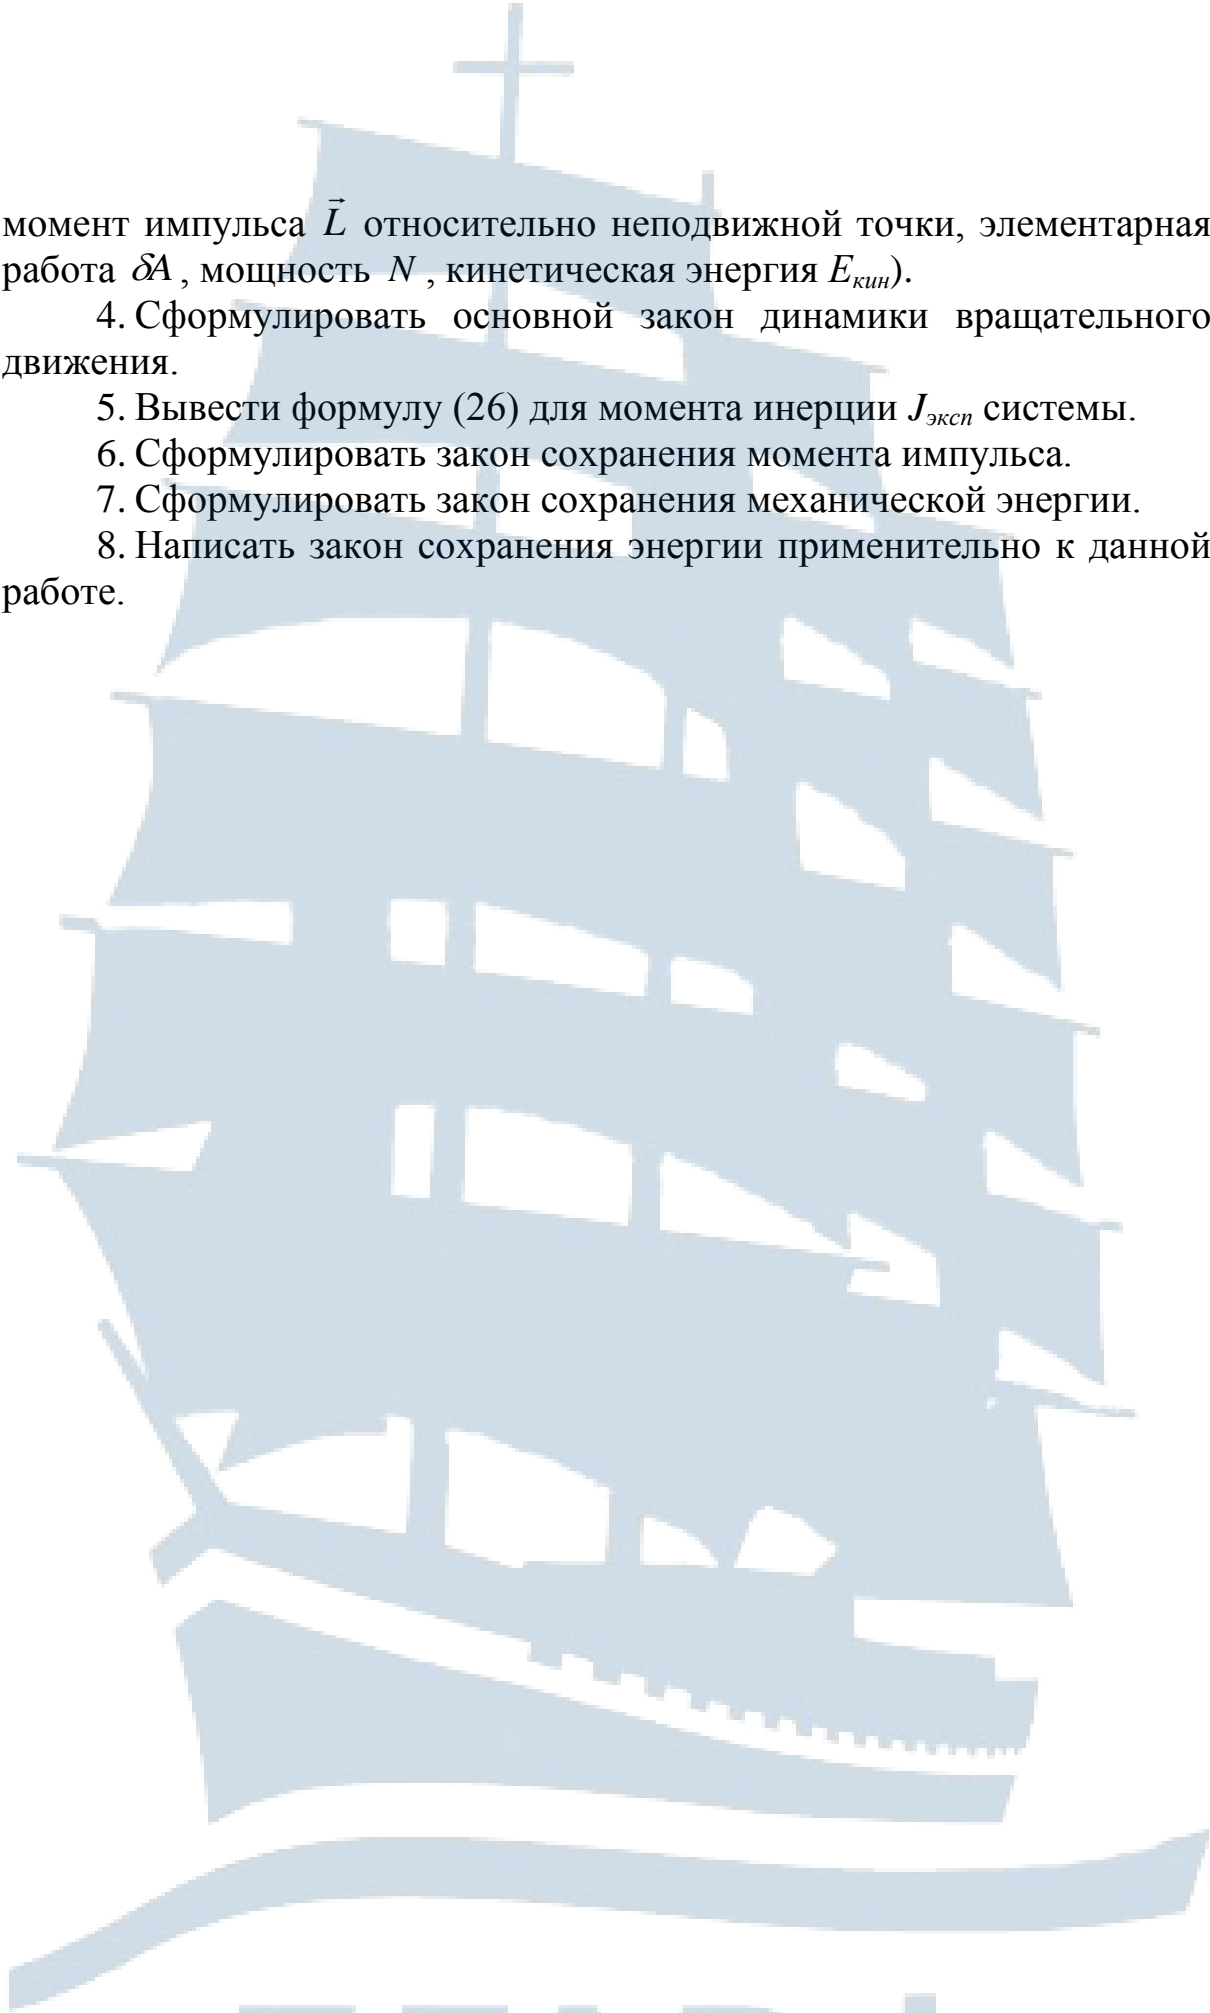 момент импульса \vec{L} относительно неподвижной точки, элементарная
работа δA , мощность N , кинетическая энергия Eкин).
4. Сформулировать основной закон динамики вращательного
движения.
5. Вывести формулу (26) для момента инерции Jэксп системы.
6. Сформулировать закон сохранения момента импульса.
7. Сформулировать закон сохранения механической энергии.
8. Написать закон сохранения энергии применительно к данной
работе.